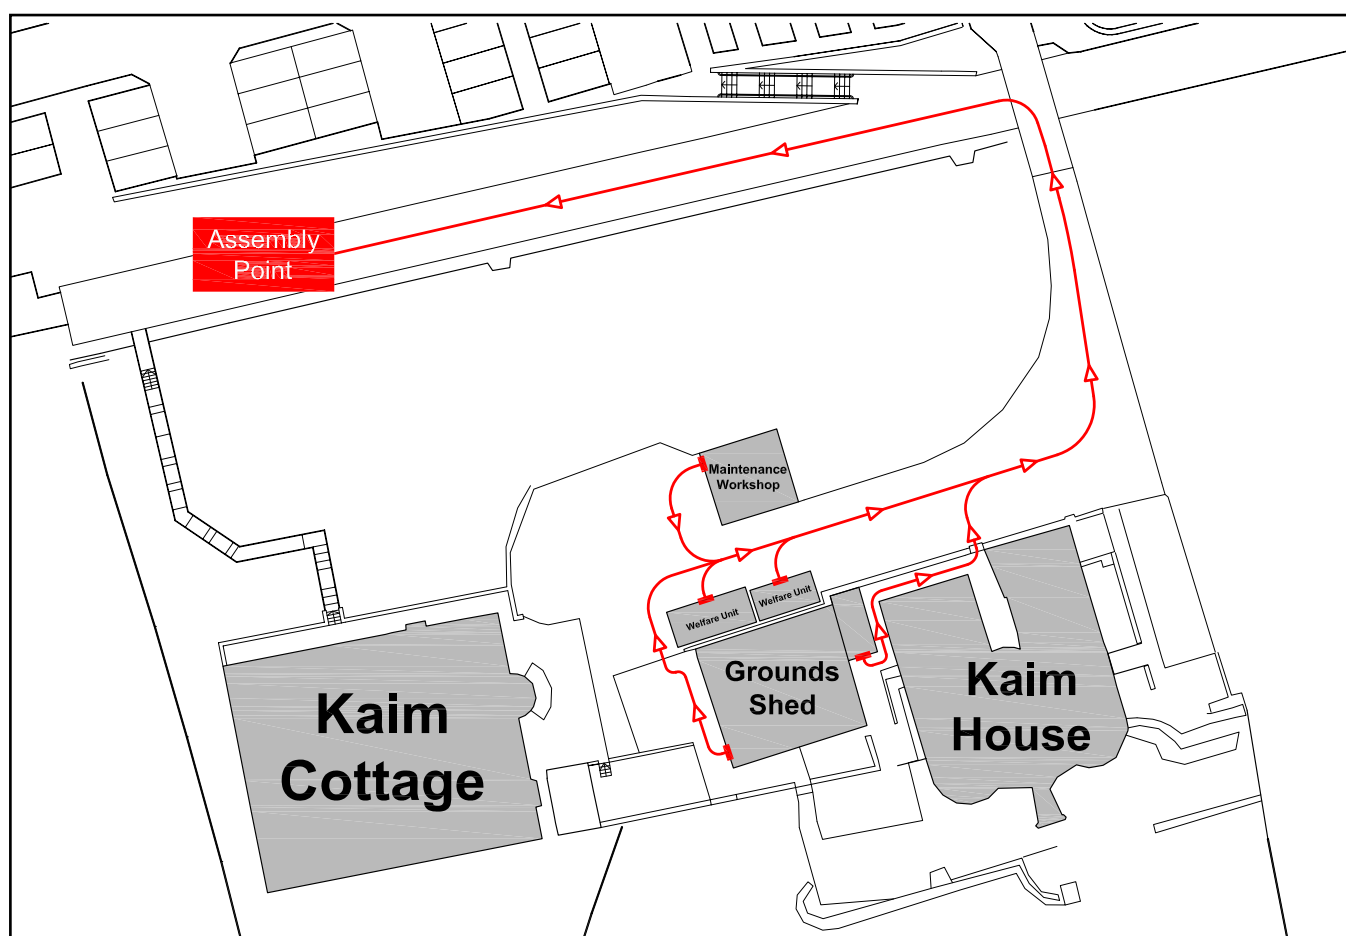 Assembly
Point
Maintenance
Workshop
Welfare Unit
Welfare Unit
Grounds
Shed
Kaim
House
Kaim
Cottage